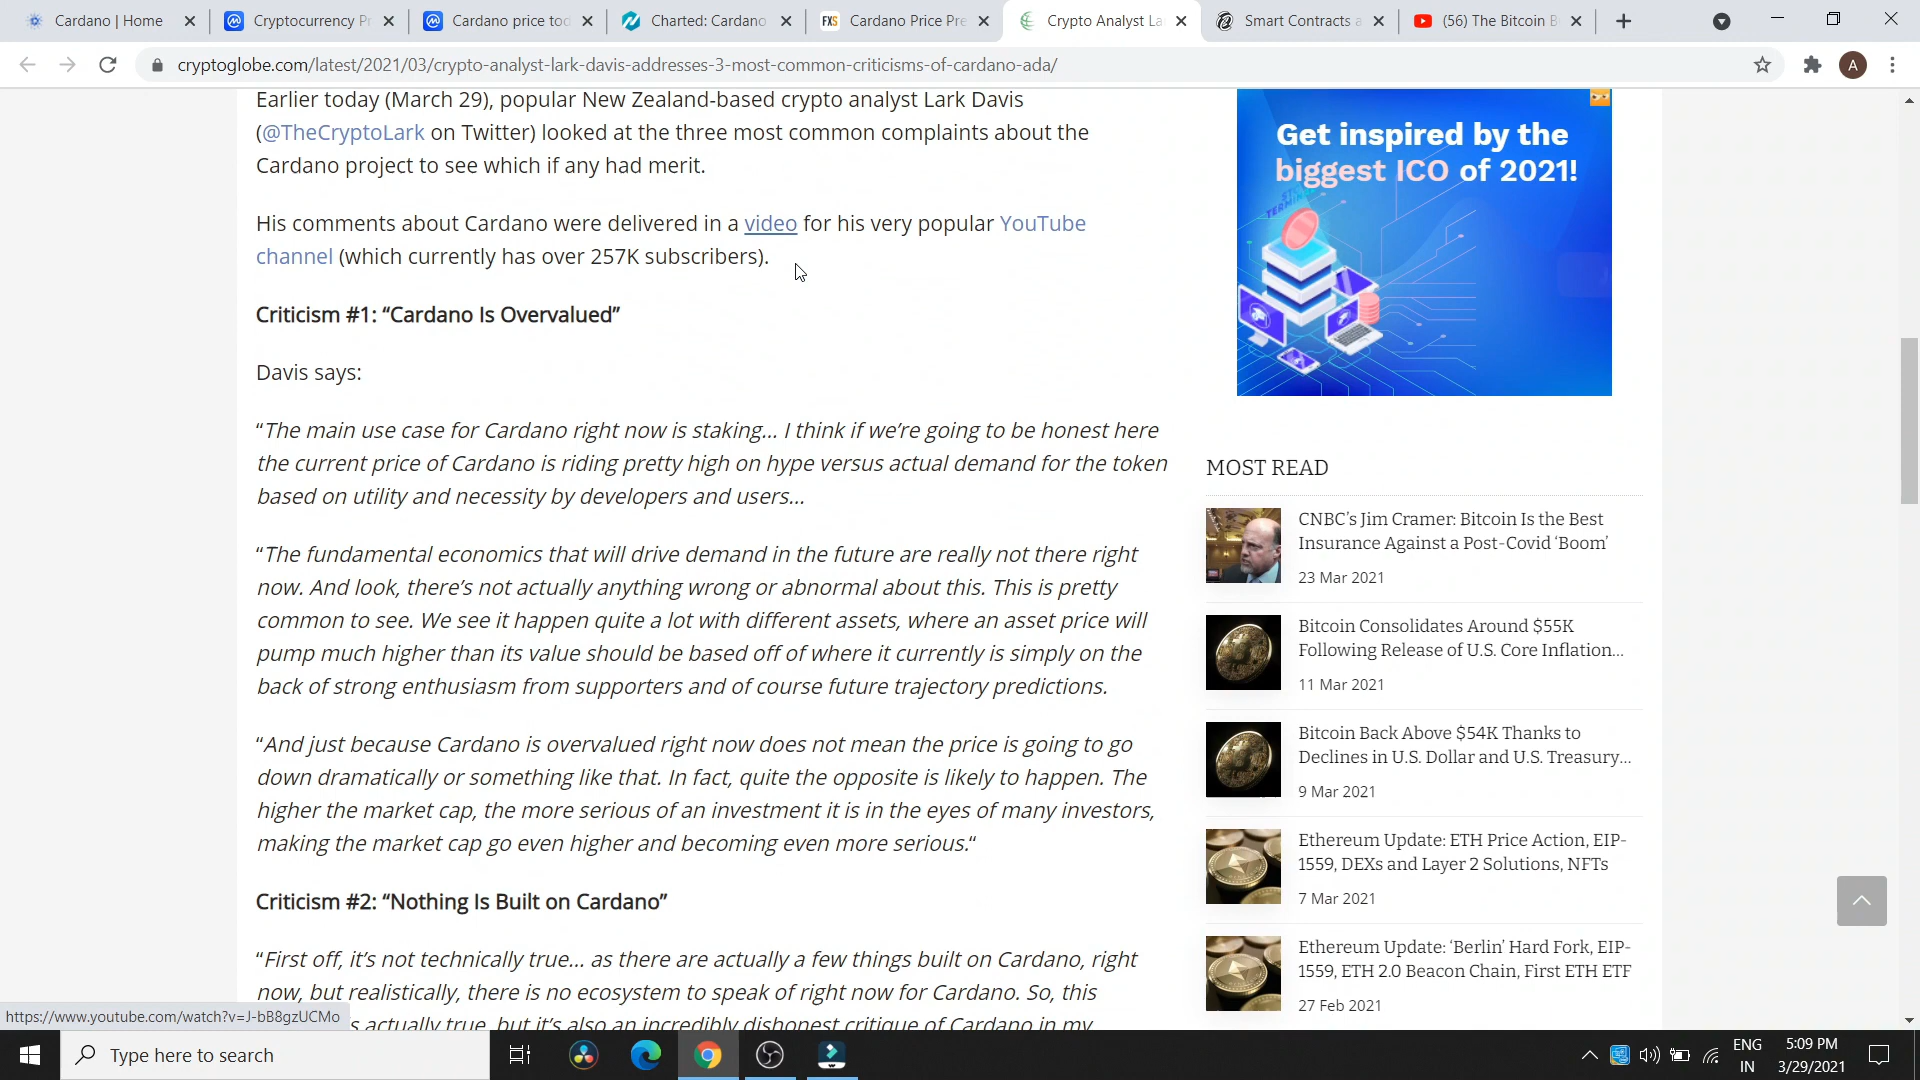 Cardano | Home
Cryptocurrency Pr
Cardano price tod
Charted: Cardano
FXS Cardano Price Pre
Crypto Analyst La
Smart Contracts a
(56) The Bitcoin B
cryptoglobe.com/latest/2021/03/crypto-analyst-lark-davis-addresses-3-most-common-criticisms-of-cardano-ada/
A
Earlier today (March 29), popular New Zealand-based crypto analyst Lark Davis
(@TheCryptoLark on Twitter) looked at the three most common complaints about the
Cardano project to see which if any had merit.
His comments about Cardano were delivered in a video for his very popular YouTube
channel (which currently has over 257K subscribers).
Criticism #1: “Cardano Is Overvalued”
Davis says:
“The main use case for Cardano right now is staking… I think if we’re going to be honest here
the current price of Cardano is riding pretty high on hype versus actual demand for the token
based on utility and necessity by developers and users…
“The fundamental economics that will drive demand in the future are really not there right
now. And look, there’s not actually anything wrong or abnormal about this. This is pretty
common to see. We see it happen quite a lot with different assets, where an asset price will
pump much higher than its value should be based off of where it currently is simply on the
back of strong enthusiasm from supporters and of course future trajectory predictions.
“And just because Cardano is overvalued right now does not mean the price is going to go
down dramatically or something like that. In fact, quite the opposite is likely to happen. The
higher the market cap, the more serious of an investment it is in the eyes of many investors,
making the market cap go even higher and becoming even more serious.“
Criticism #2: “Nothing Is Built on Cardano”
“First off, it’s not technically true… as there are actually a few things built on Cardano, right
now, but realistically, there is no ecosystem to speak of right now for Cardano. So, this
s actually true, but it’s also an incredibly dishonest critique of Cardano in my
Get inspired by the
biggest ICO of 2021!
MOST READ
CNBC’s Jim Cramer: Bitcoin Is the Best
Insurance Against a Post-Covid ‘Boom’
23 Mar 2021
Bitcoin Consolidates Around $55K
Following Release of U.S. Core Inflation...
11 Mar 2021
Bitcoin Back Above $54K Thanks to
Declines in U.S. Dollar and U.S. Treasury...
9 Mar 2021
Ethereum Update: ETH Price Action, EIP-
1559, DEXs and Layer 2 Solutions, NFTs
7 Mar 2021
Ethereum Update: ‘Berlin’ Hard Fork, EIP-
1559, ETH 2.0 Beacon Chain, First ETH ETF
27 Feb 2021
https://www.youtube.com/watch?v=J-bB8gzUCMo
Type here to search
ENG
IN
5:09 PM
3/29/2021